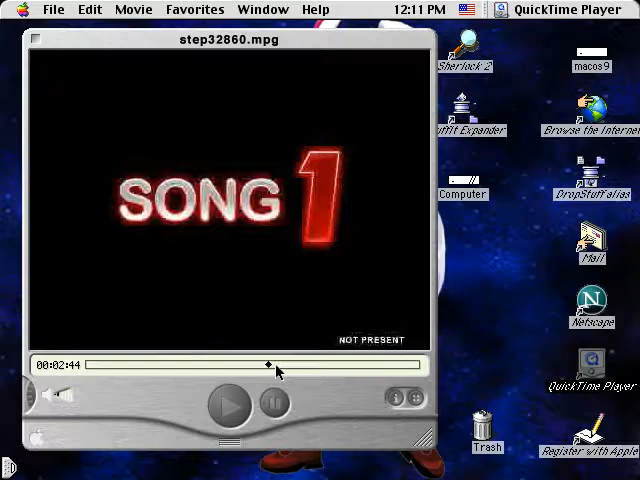 File Edit Movie Favorites Window Help 12:11 PM QuickTime Player
step32860.mpg
SONG 1
NOT PRESENT
00:02:44
Sherlock 2
macos9
uffIt Expander
Browse the Internet
Computer
DropStuff alias
Mail
Netscape
QuickTime Player
Trash
Register with Apple